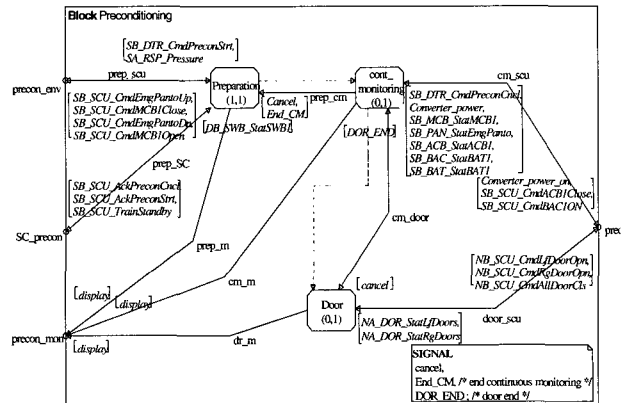 Block Preconditioning
SB_DTR_CmdPreconStrt,
SA_RSP_Pressure
precon_env
prep_scu
Preparation
(1,1)
cont_
monitoring
(0,1)
cm_scu
prep_cm
Cancel,
End_CM
SB_SCU_CmdEmgPantoUp,
SB_SCU_CmdMCB1Close,
SB_SCU_CmdEmgPantoDn,
SB_SCU_CmdMCB1Open
DB_SWB_StatSWB1
DOR_END
SB_DTR_CmdPreconCncl
Converter_power,
SB_MCB_StatMCB1,
SB_PAN_StatEmgPanto,
SB_ACB_StatACB1,
SB_BAC_StatBAT1
SB_BAT_StatBAT1
prep_SC
SB_SCU_AckPreconCncl
SB_SCU_AckPreconStrt,
SB_SCU_TrainStandby
Converter_power_on,
SB_SCU_CmdACB1Close,
SB_SCU_CmdBAC1ON
SC_precon
cm_door
prec
prep_m
NB_SCU_CmdLfDoorOpn,
NB_SCU_CmdRgDoorOpn,
NB_SCU_CmdAllDoorCls
cm_m
cancel
display
display
Door
(0,1)
door_scu
NA_DOR_StatLfDoors,
NA_DOR_StatRgDoors
precon_mon
display
dr_m
SIGNAL
cancel,
End_CM, /* end continuous monitoring */
DOR_END ; /* door end */